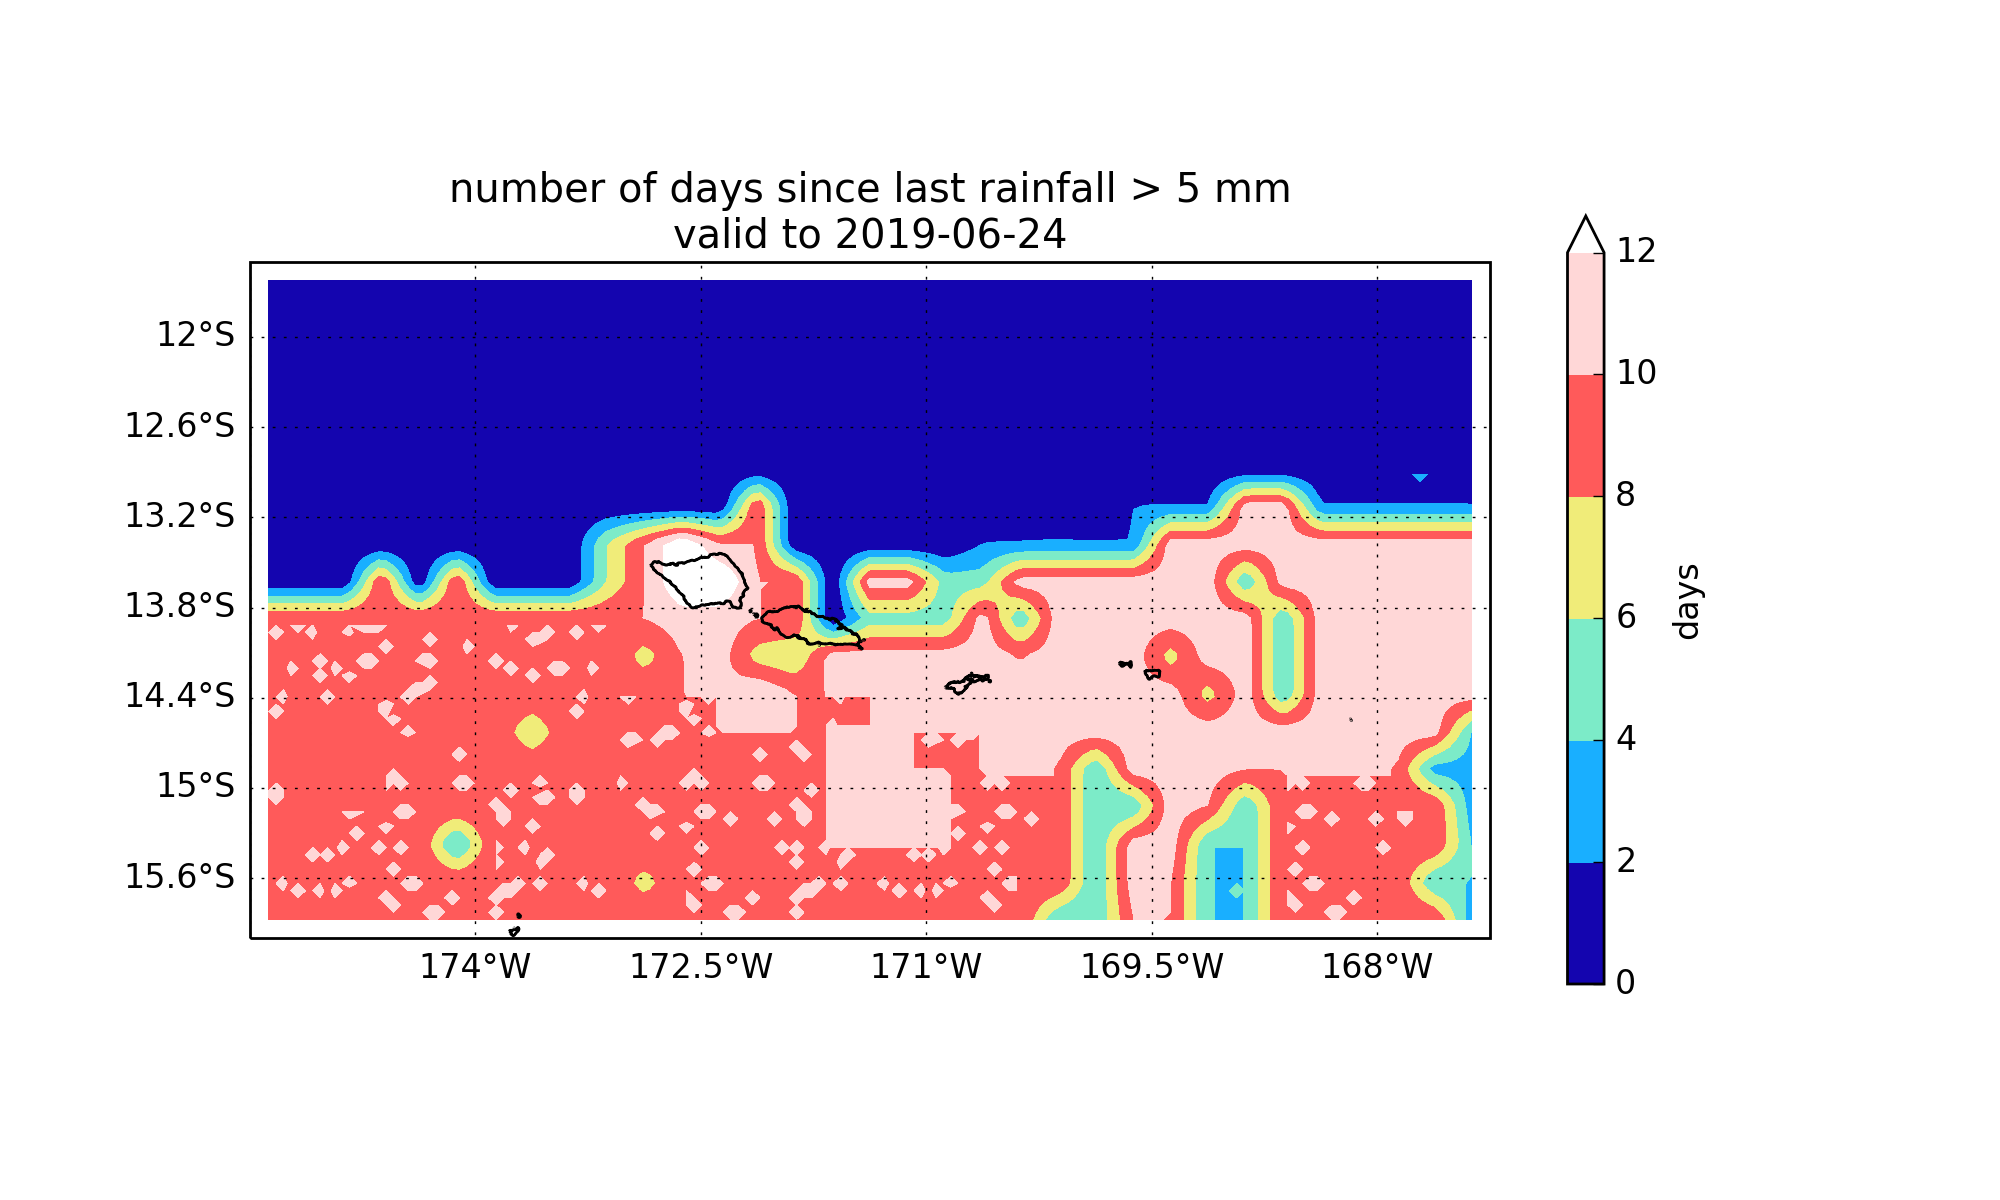 number of days since last rainfall > 5 mm
valid to 2019-06-24
12°S
12.6°S
13.2°S
13.8°S
14.4°S
15°S
15.6°S
174°W
172.5°W
171°W
169.5°W
168°W
12
10
8
6
4
2
0
days